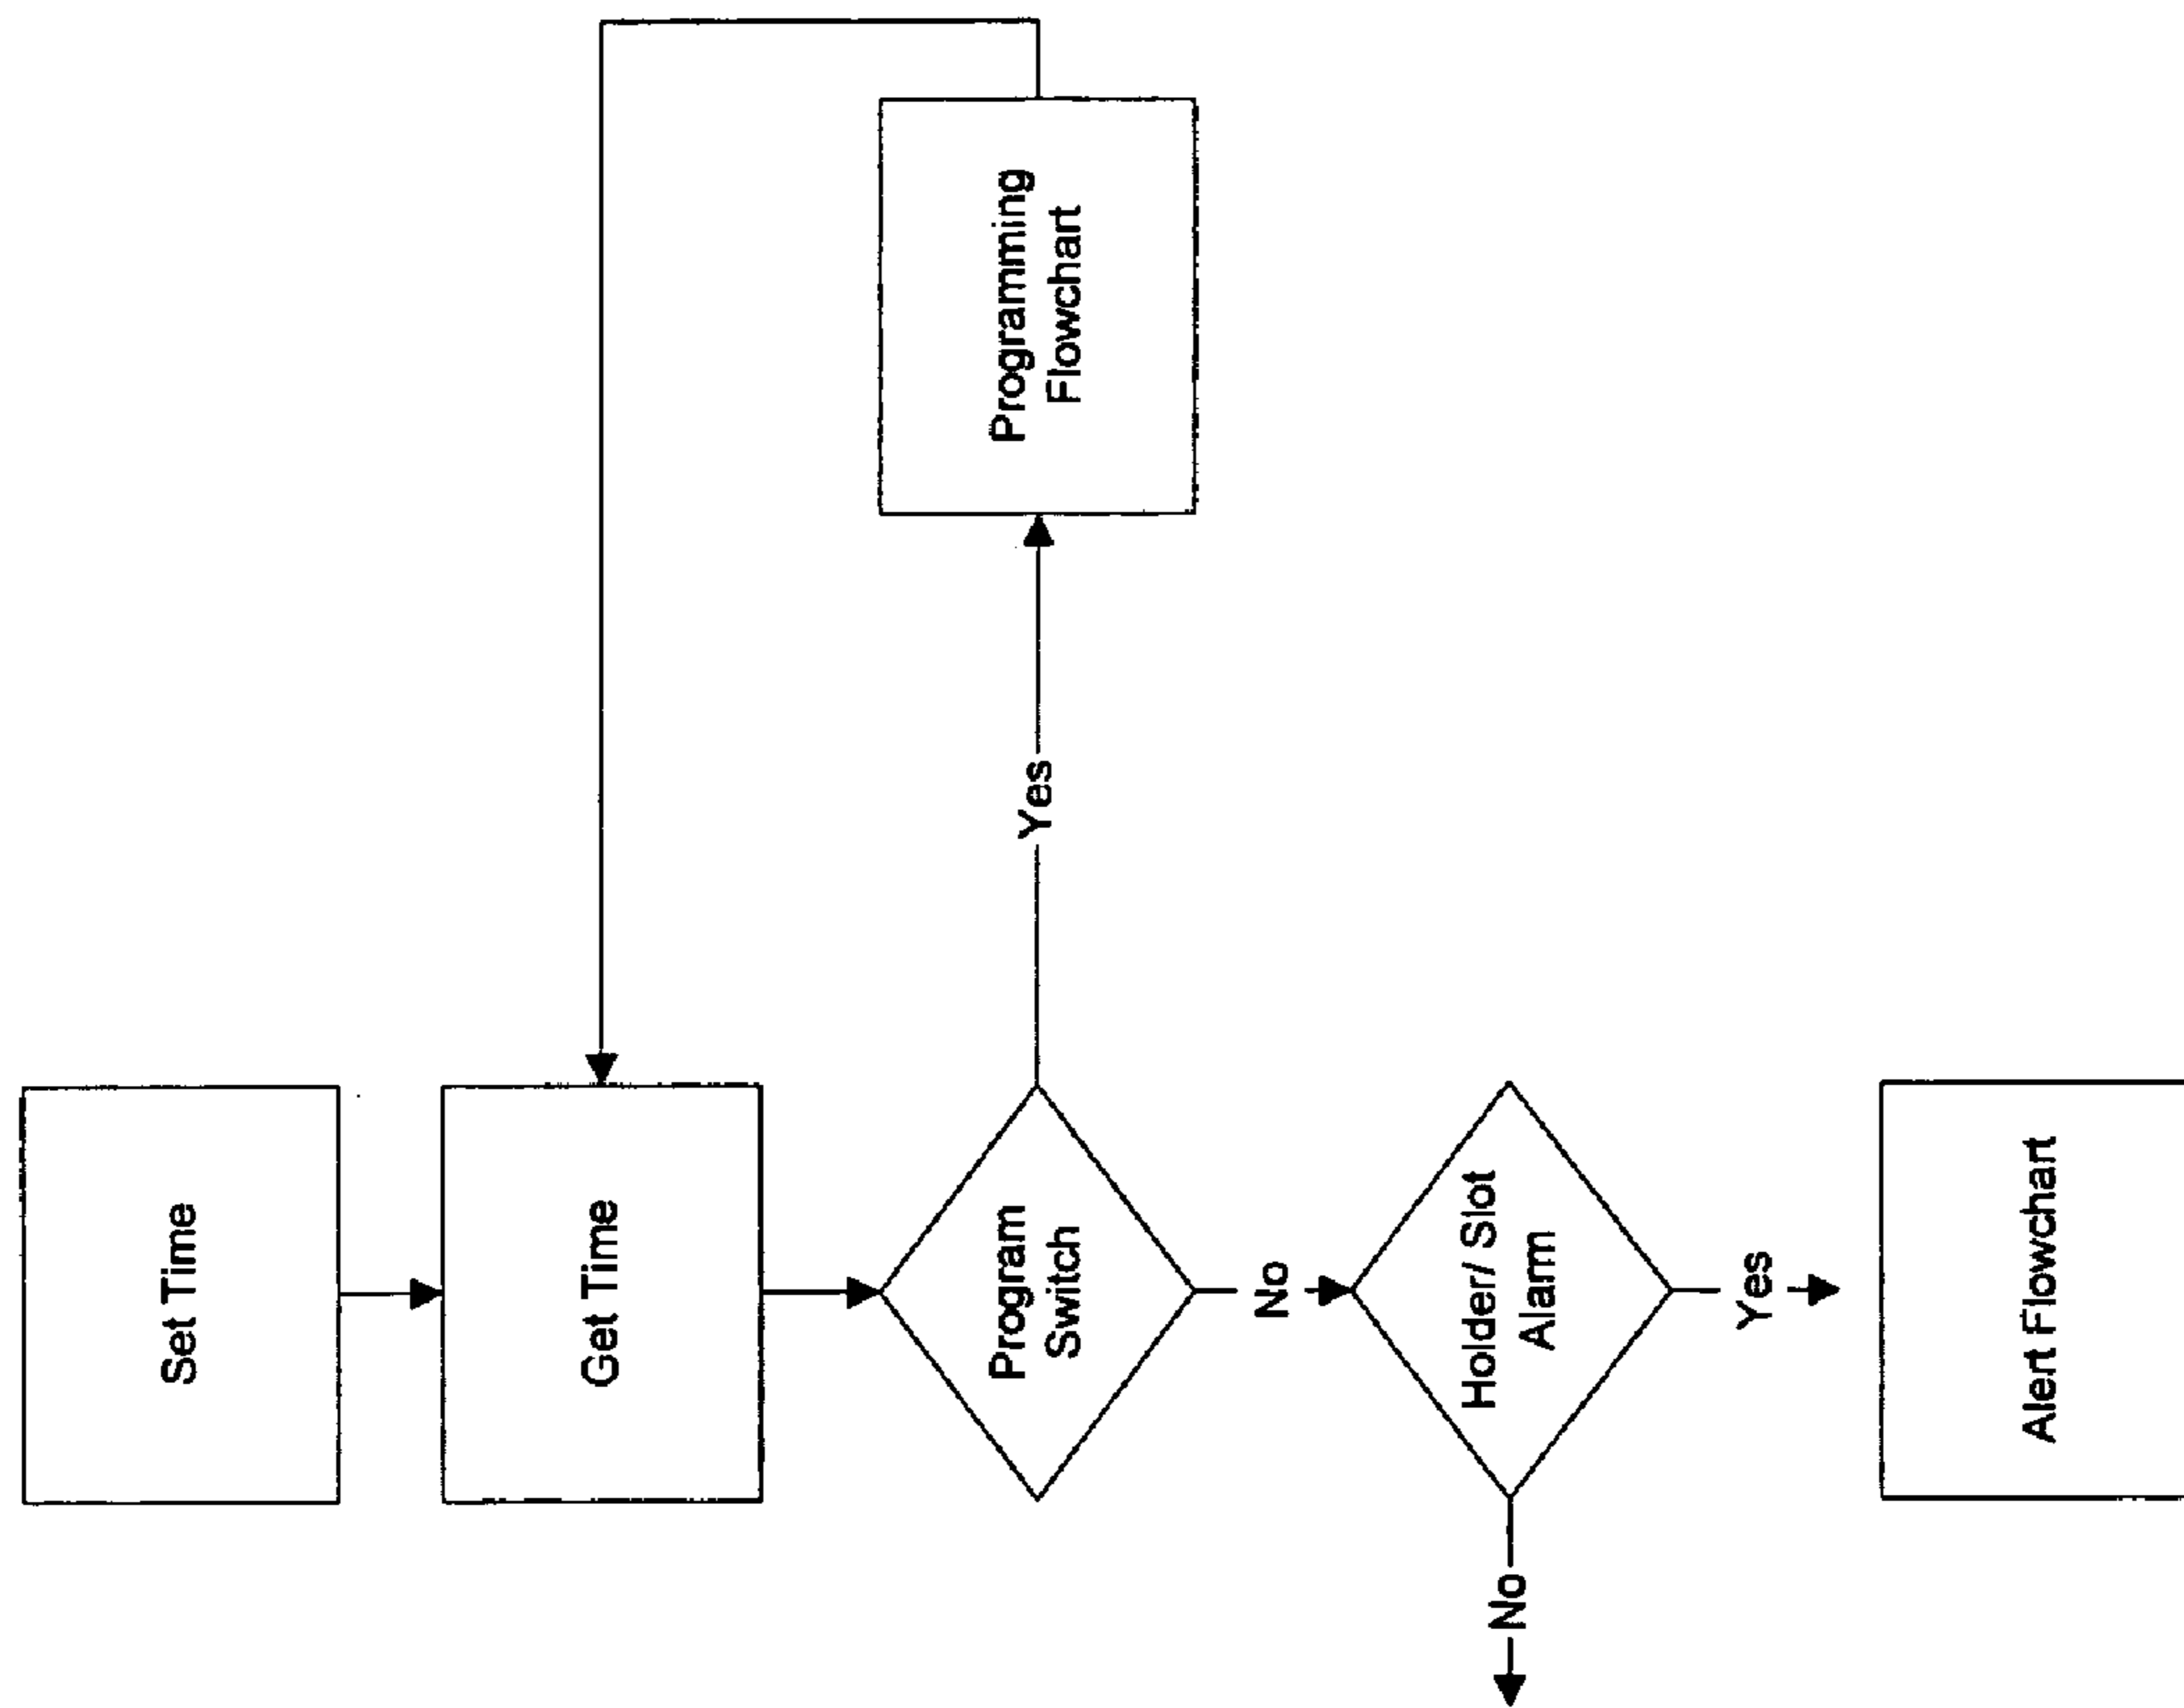 Set Time
Get Time
Program
Switch
Yes
Programming
Flowchart
No
Holder/ Slot
Alarm
No
Yes
Alert Flowchart